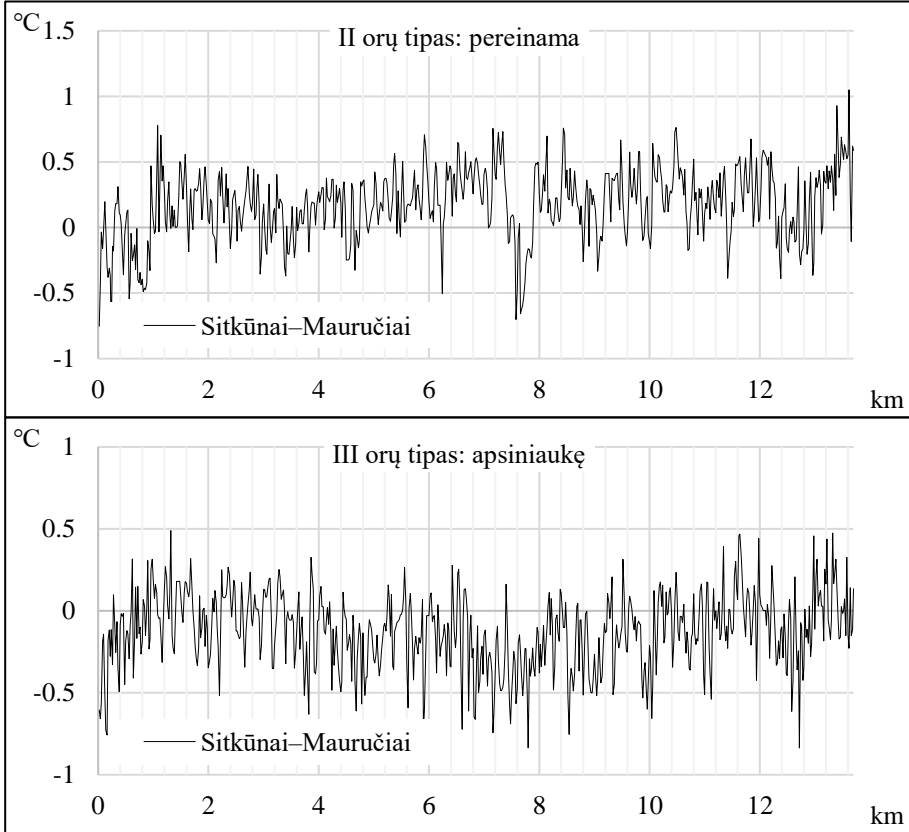 °C
1.5
II orų tipas: pereinama
1
0.5
0
-0.5
Sitkūnai–Mauručiai
-1
0 2 4 6 8 10 12
km
°C
1
III orų tipas: apsiniaukę
0.5
0
-0.5
Sitkūnai–Mauručiai
-1
0 2 4 6 8 10 12
km